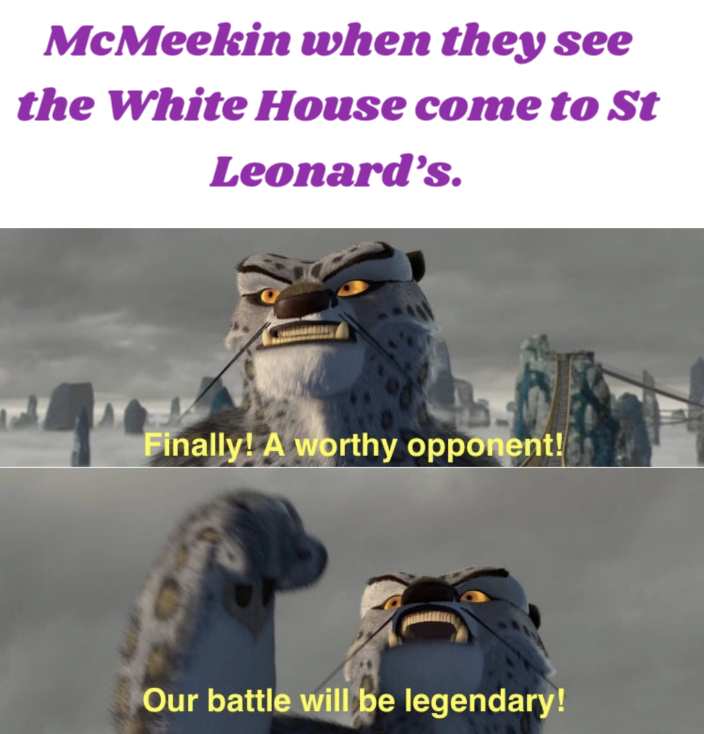 McMeekin when they see
the White House come to St
Leonard’s.
Finally! A worthy opponent!
Our battle will be legendary!